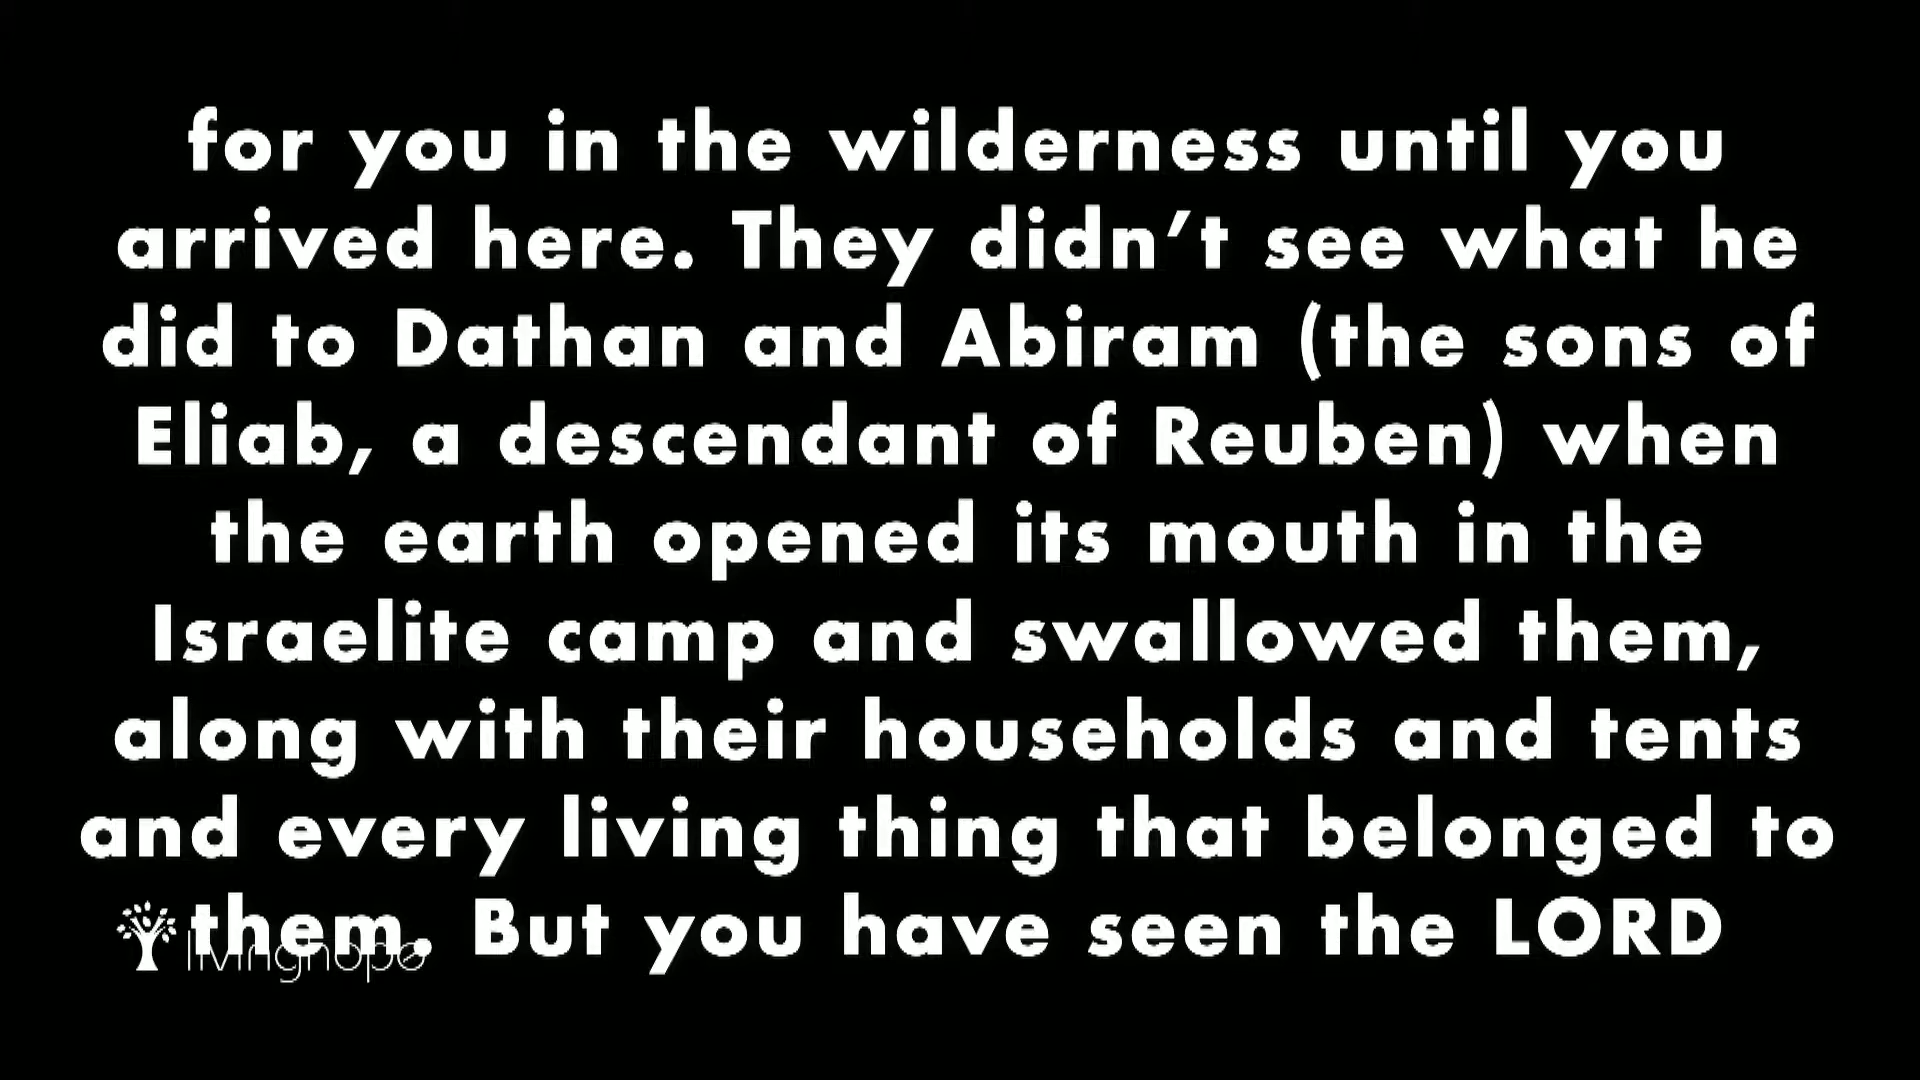 for you in the wilderness until you
arrived here. They didn’t see what he
did to Dathan and Abiram (the sons of
Eliab, a descendant of Reuben) when
the earth opened its mouth in the
Israelite camp and swallowed them,
along with their households and tents
and every living thing that belonged to
them. But you have seen the LORD
livinghope